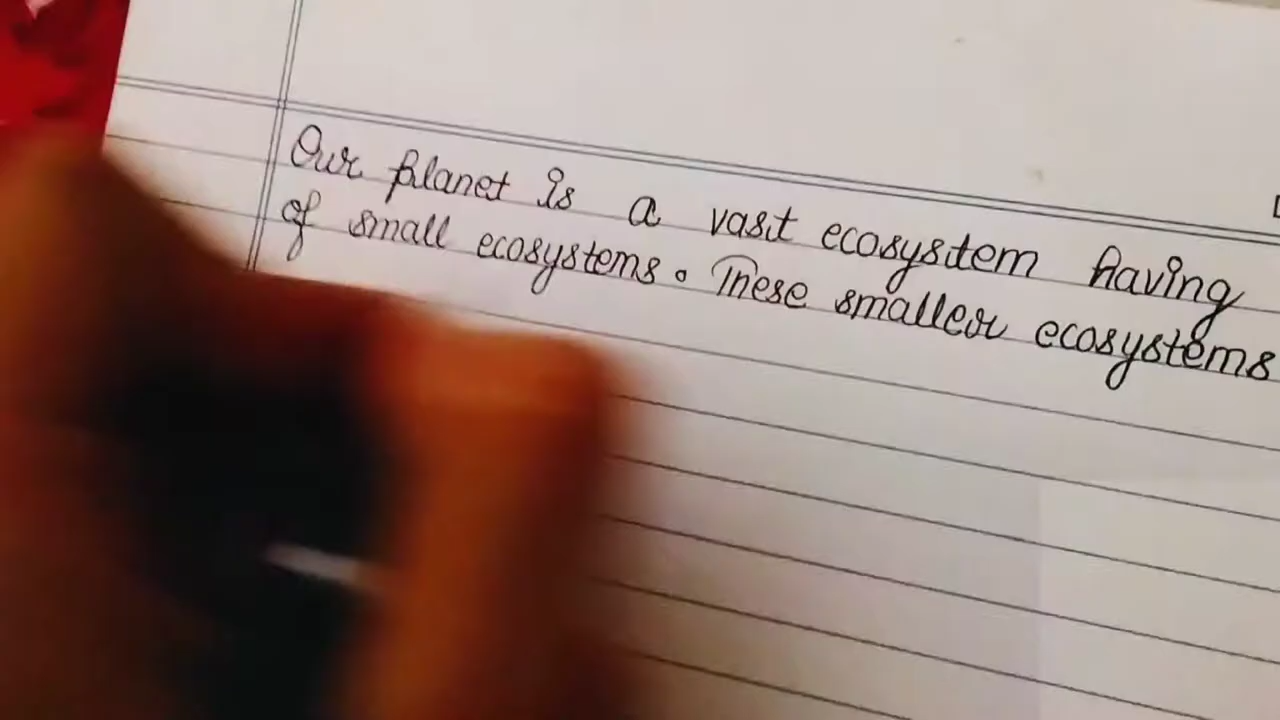 Our planet is a vast ecosystem having
of small ecosystems. These smaller ecosystems